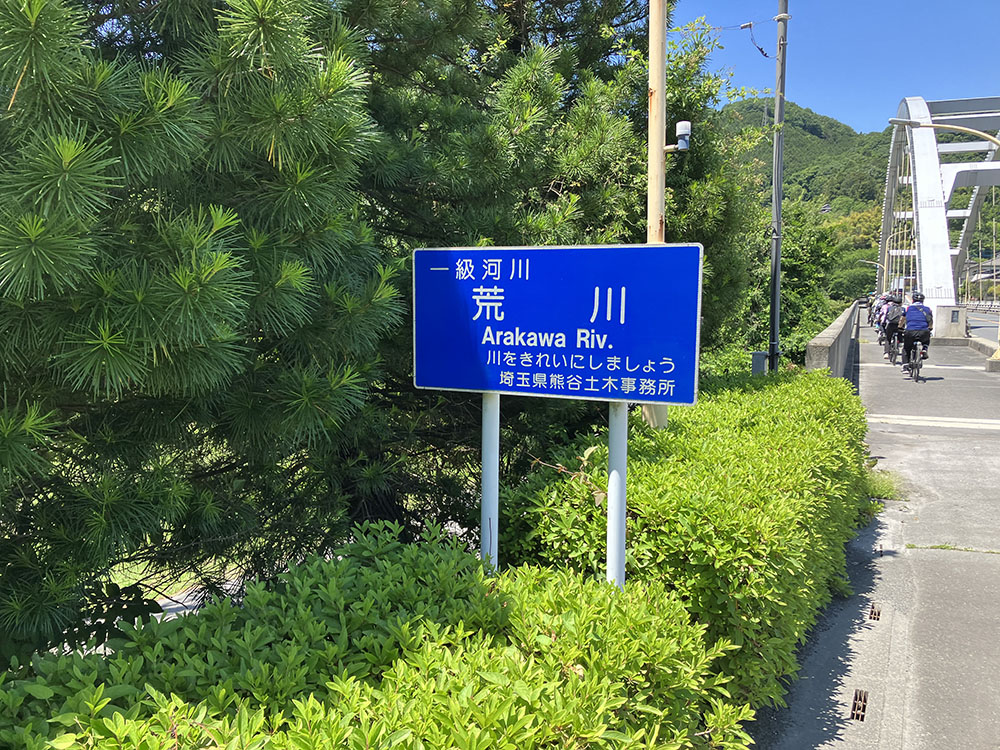 一級河川
荒川
Arakawa Riv.
川をきれいにしましょう
埼玉県熊谷土木事務所